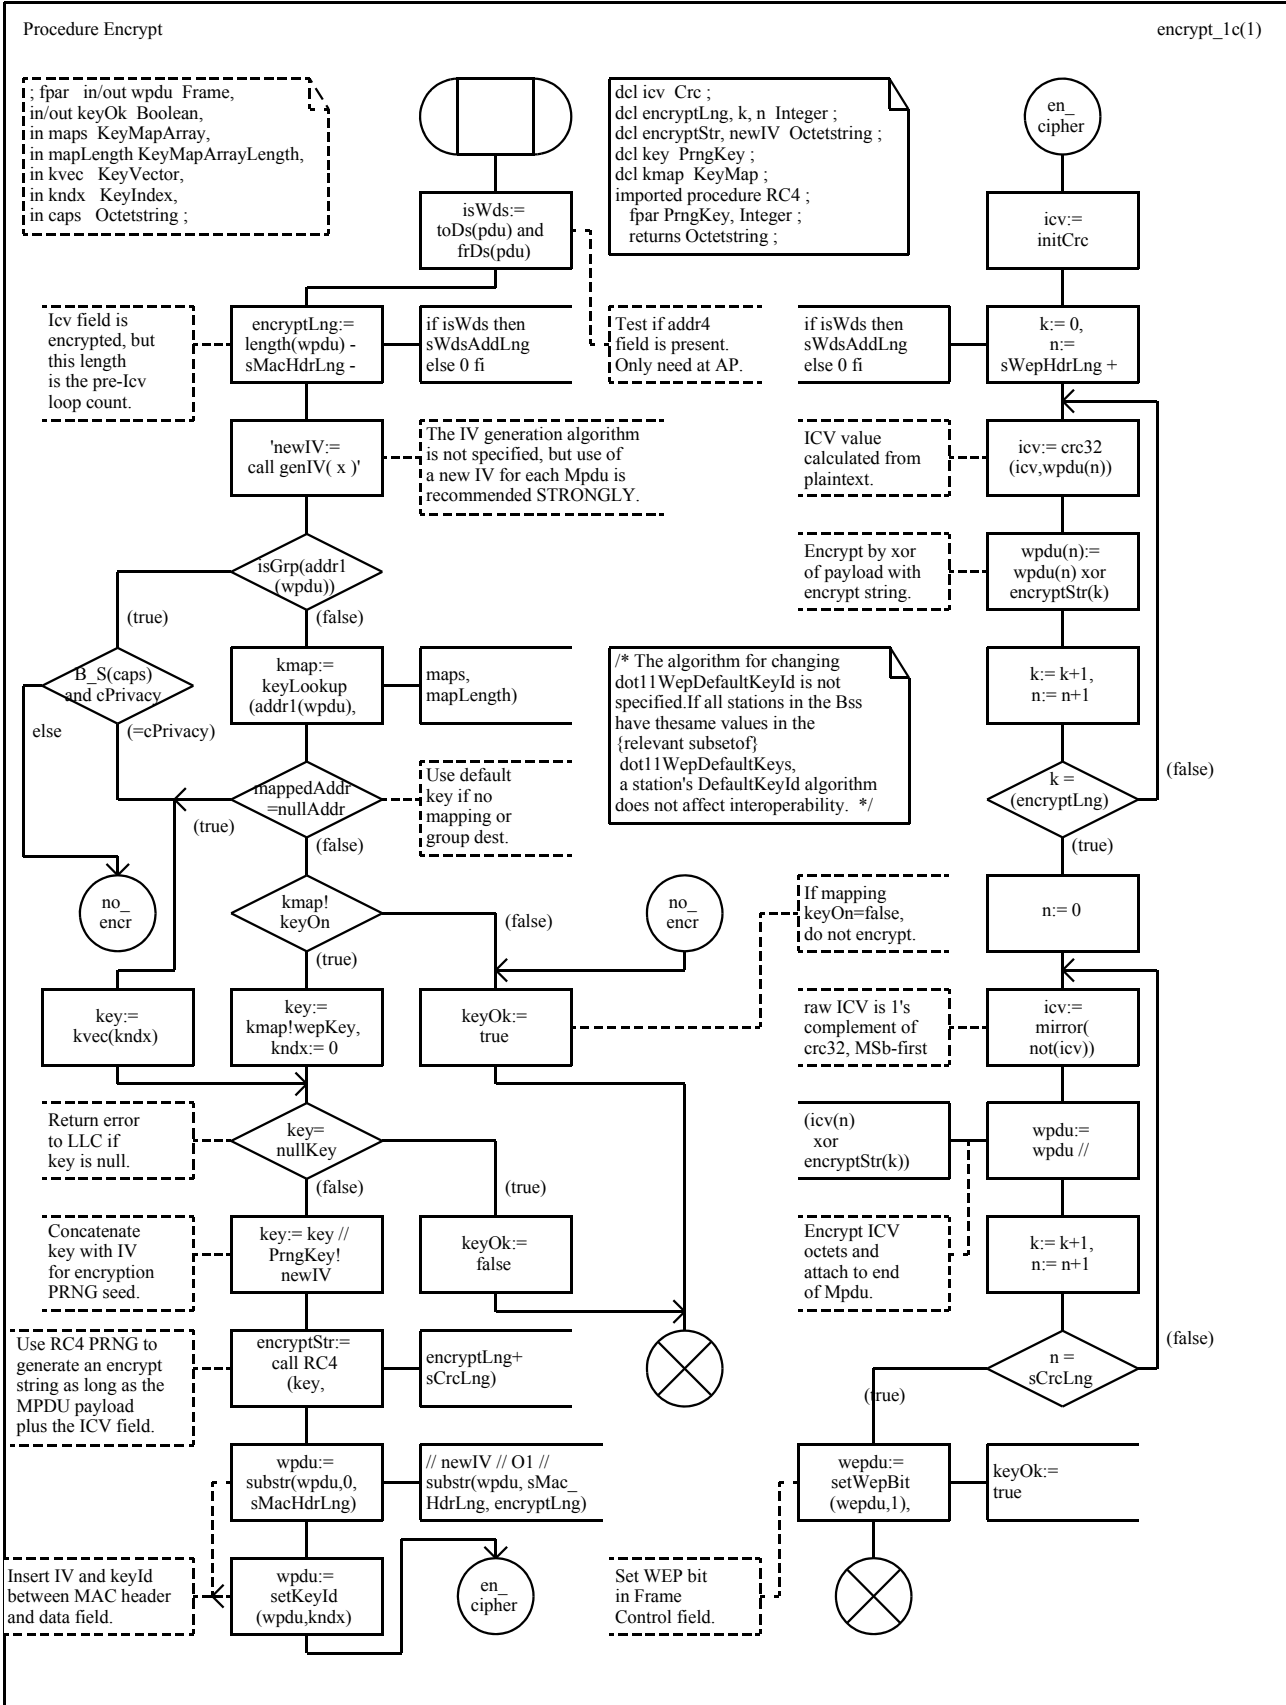 Procedure Encrypt
encrypt_1c(1)
; fpar in/out wpdu Frame,
in/out keyOk Boolean,
in maps KeyMapArray,
in mapLength KeyMapArrayLength,
in kvec KeyVector,
in kndx KeyIndex,
in caps Octetstring ;
dcl icv Crc ;
dcl encryptLng, k, n Integer ;
dcl encryptStr, newIV Octetstring ;
dcl key PrngKey ;
dcl kmap KeyMap ;
imported procedure RC4 ;
fpar PrngKey, Integer ;
returns Octetstring ;
isWds:=
toDs(pdu) and
frDs(pdu)
Icv field is
encrypted, but
this length
is the pre-Icv
loop count.
encryptLng:=
length(wpdu) -
sMacHdrLng -
if isWds then
sWdsAddLng
else 0 fi
Test if addr4
field is present.
Only need at AP.
'newIV:=
call genIV( x )'
The IV generation algorithm
is not specified, but use of
a new IV for each Mpdu is
recommended STRONGLY.
isGrp(addr1
(wpdu))
(true)
(false)
B_S(caps)
and cPrivacy
else
(=cPrivacy)
kmap:=
keyLookup
(addr1(wpdu),
maps,
mapLength)
/* The algorithm for changing
dot11WepDefaultKeyId is not
specified.If all stations in the Bss
have thesame values in the
{relevant subsetof}
dot11WepDefaultKeys,
a station's DefaultKeyId algorithm
does not affect interoperability. */
mappedAddr
=nullAddr
(true)
(false)
Use default
key if no
mapping or
group dest.
no_
encr
kmap!
keyOn
(false)
(true)
no_
encr
If mapping
keyOn=false,
do not encrypt.
key:=
kvec(kndx)
key:=
kmap!wepKey,
kndx:= 0
keyOk:=
true
Return error
to LLC if
key is null.
key=
nullKey
(false)
(true)
Concatenate
key with IV
for encryption
PRNG seed.
key:= key //
PrngKey!
newIV
keyOk:=
false
Use RC4 PRNG to
generate an encrypt
string as long as the
MPDU payload
plus the ICV field.
encryptStr:=
call RC4
(key,
encryptLng+
sCrcLng)
wpdu:=
substr(wpdu,0,
sMacHdrLng)
// newIV // O1 //
substr(wpdu, sMac_
HdrLng, encryptLng)
Insert IV and keyId
between MAC header
and data field.
wpdu:=
setKeyId
(wpdu,kndx)
en_
cipher
en_
cipher
icv:=
initCrc
if isWds then
sWdsAddLng
else 0 fi
k:= 0,
n:=
sWepHdrLng +
ICV value
calculated from
plaintext.
icv:= crc32
(icv,wpdu(n))
Encrypt by xor
of payload with
encrypt string.
wpdu(n):=
wpdu(n) xor
encryptStr(k)
k:= k+1,
n:= n+1
k =
(encryptLng)
(false)
(true)
n:= 0
raw ICV is 1's
complement of
crc32, MSb-first
icv:=
mirror(
not(icv))
(icv(n)
xor
encryptStr(k))
wpdu:=
wpdu //
Encrypt ICV
octets and
attach to end
of Mpdu.
k:= k+1,
n:= n+1
n =
sCrcLng
(false)
(true)
wepdu:=
setWepBit
(wepdu,1),
keyOk:=
true
Set WEP bit
in Frame
Control field.